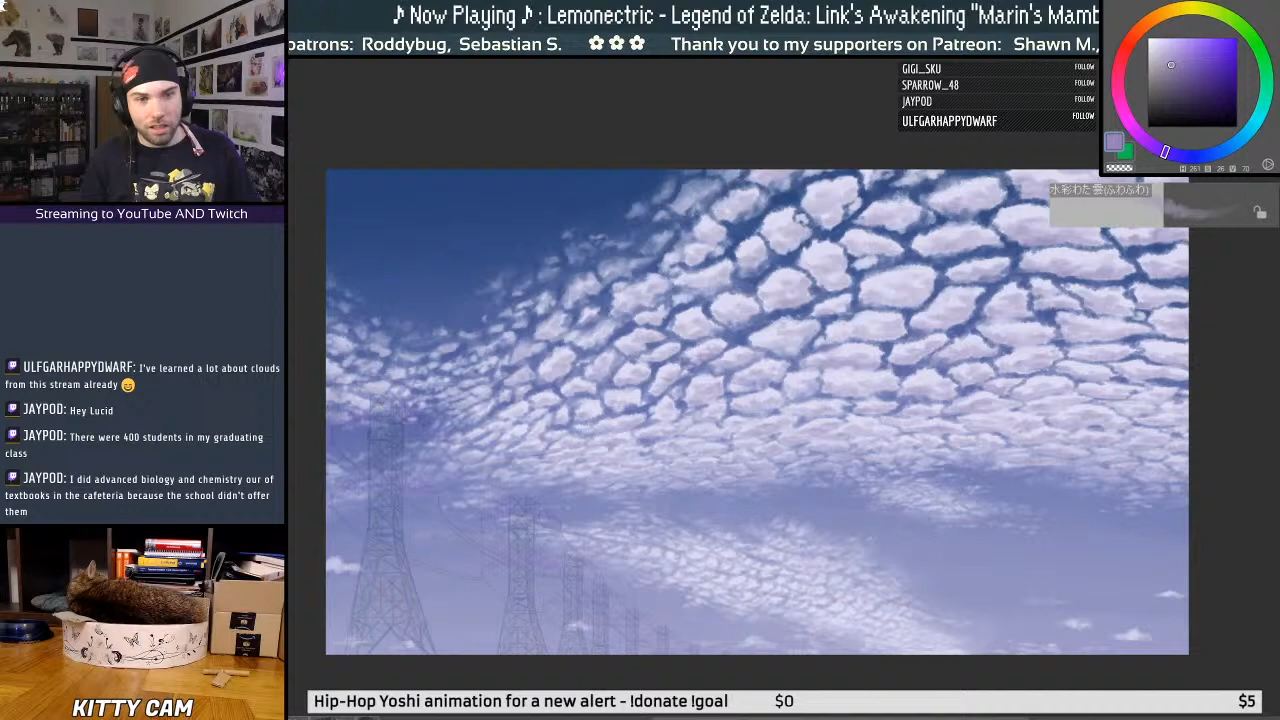 ♪ Now Playing ♪ : Lemonectric - Legend of Zelda: Link's Awakening "Marin's Mamb
patrons: Roddybug, Sebastian S. ✿ ✿ ✿ Thank you to my supporters on Patreon: Shawn M.,
GIGI_SKU FOLLOW
SPARROW_48 FOLLOW
JAYPOD FOLLOW
ULFGARHAPPYDWARF FOLLOW
H 261 S 26 V 70
水彩わた雲(ふわふわ)
Streaming to YouTube AND Twitch
ULFGARHAPPYDWARF: I've learned a lot about clouds
from this stream already 😄
JAYPOD: Hey Lucid
JAYPOD: There were 400 students in my graduating
class
JAYPOD: I did advanced biology and chemistry our of
textbooks in the cafeteria because the school didn't offer
them
KITTY CAM
Hip-Hop Yoshi animation for a new alert - !donate !goal $0 $5